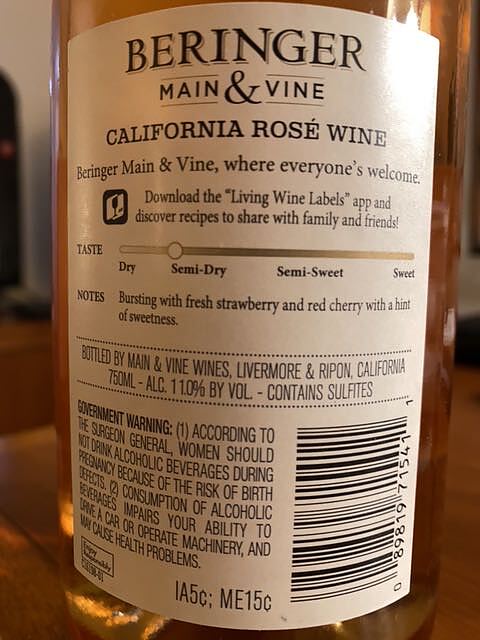 BERINGER
MAIN & VINE
CALIFORNIA ROSÉ WINE
Beringer Main & Vine, where everyone's welcome.
Download the “Living Wine Labels” app and
discover recipes to share with family and friends!
TASTE
Dry Semi-Dry Semi-Sweet Sweet
NOTES Bursting with fresh strawberry and red cherry with a hint
of sweetness.
BOTTLED BY MAIN & VINE WINES, LIVERMORE & RIPON, CALIFORNIA
750ML - ALC. 11.0% BY VOL. - CONTAINS SULFITES
GOVERNMENT WARNING: (1) ACCORDING TO
THE SURGEON GENERAL, WOMEN SHOULD
NOT DRINK ALCOHOLIC BEVERAGES DURING
PREGNANCY BECAUSE OF THE RISK OF BIRTH
DEFECTS. (2) CONSUMPTION OF ALCOHOLIC
BEVERAGES IMPAIRS YOUR ABILITY TO
DRIVE A CAR OR OPERATE MACHINERY, AND
MAY CAUSE HEALTH PROBLEMS.
0 89819 71541 1
Enjoy
Responsibly
IA5¢; ME15¢